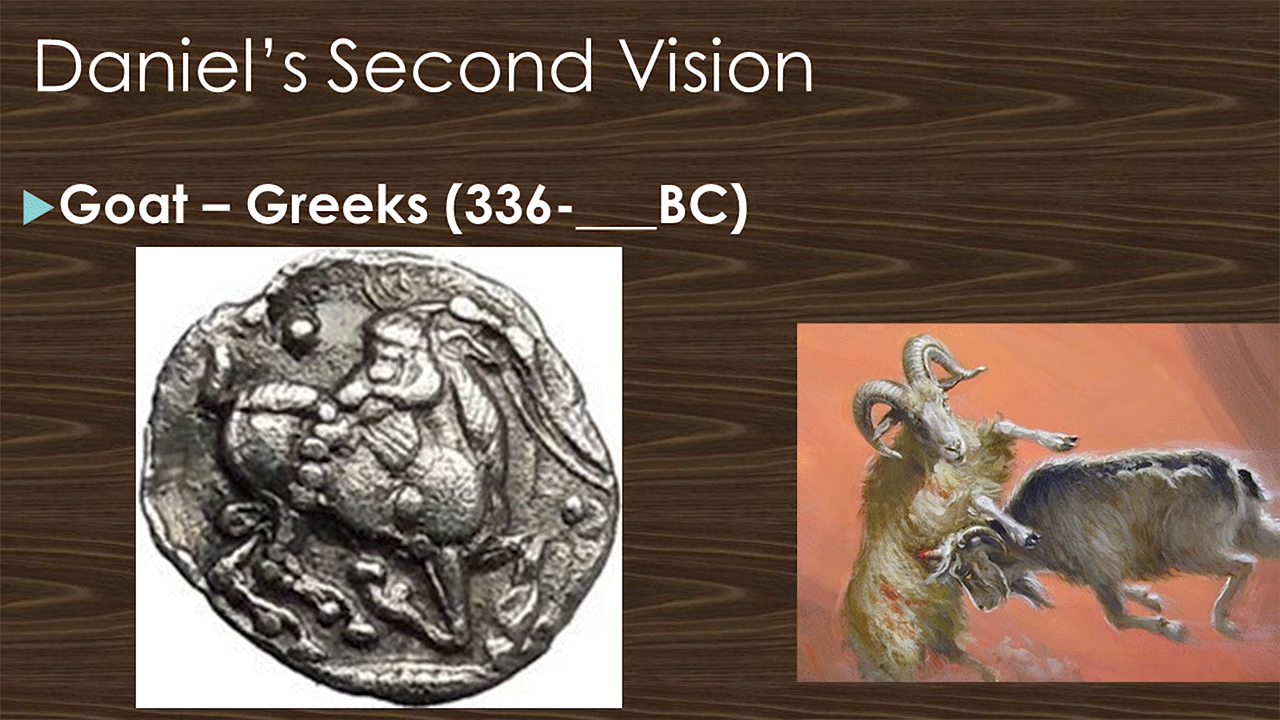 Daniel’s Second Vision
Goat – Greeks (336-___BC)